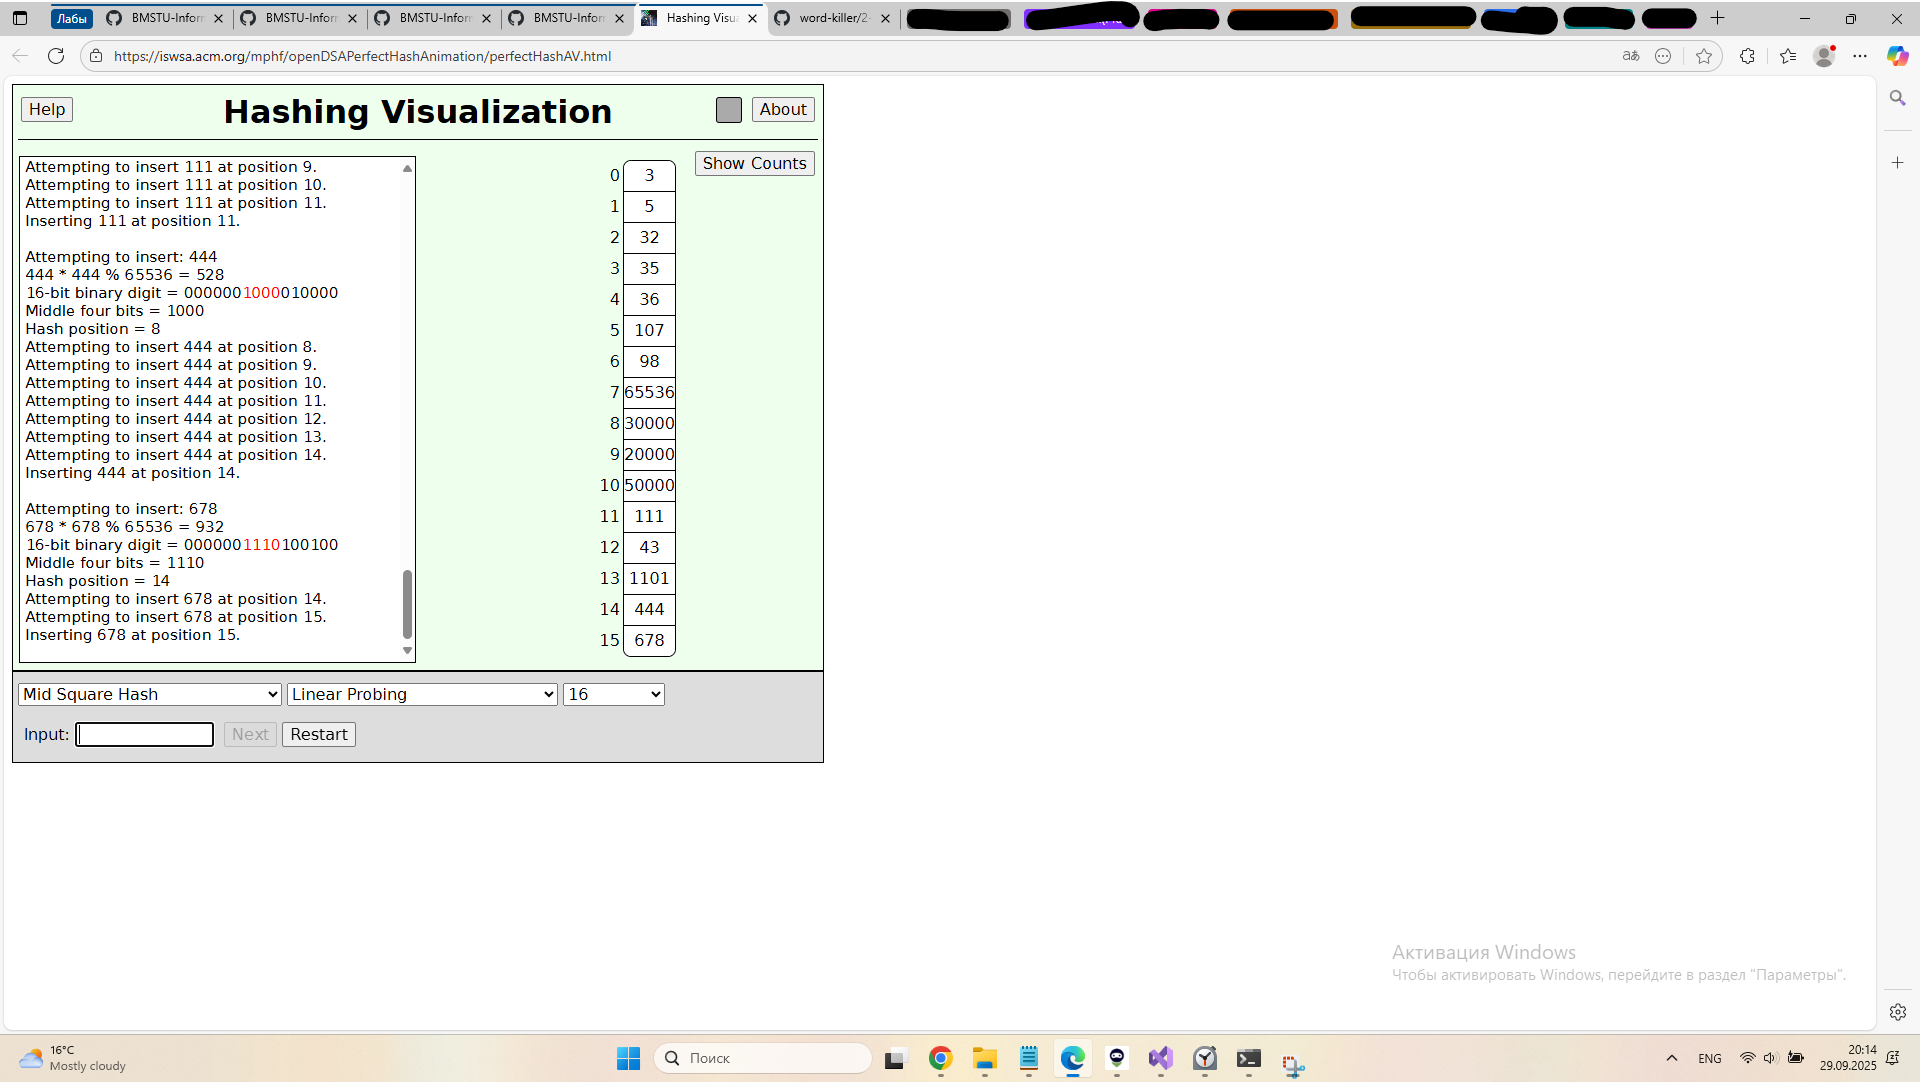 Лабы
BMSTU-Inforr
BMSTU-Inforr
BMSTU-Inforr
BMSTU-Infor
Hashing Visua
word-killer/2-
https://iswsa.acm.org/mphf/openDSAPerfectHashAnimation/perfectHashAV.html
Help
Hashing Visualization
About
Show Counts
Attempting to insert 111 at position 9.
Attempting to insert 111 at position 10.
Attempting to insert 111 at position 11.
Inserting 111 at position 11.
Attempting to insert: 444
444 * 444 % 65536 = 528
16-bit binary digit = 0000001000010000
Middle four bits = 1000
Hash position = 8
Attempting to insert 444 at position 8.
Attempting to insert 444 at position 9.
Attempting to insert 444 at position 10.
Attempting to insert 444 at position 11.
Attempting to insert 444 at position 12.
Attempting to insert 444 at position 13.
Attempting to insert 444 at position 14.
Inserting 444 at position 14.
Attempting to insert: 678
678 * 678 % 65536 = 932
16-bit binary digit = 0000001110100100
Middle four bits = 1110
Hash position = 14
Attempting to insert 678 at position 14.
Attempting to insert 678 at position 15.
Inserting 678 at position 15.
0 3
1 5
2 32
3 35
4 36
5 107
6 98
7 65536
8 30000
9 20000
10 50000
11 111
12 43
13 1101
14 444
15 678
Mid Square Hash
Linear Probing
16
Input:
Next
Restart
Активация Windows
Чтобы активировать Windows, перейдите в раздел "Параметры".
16°C
Mostly cloudy
Поиск
ENG
20:14
29.09.2025